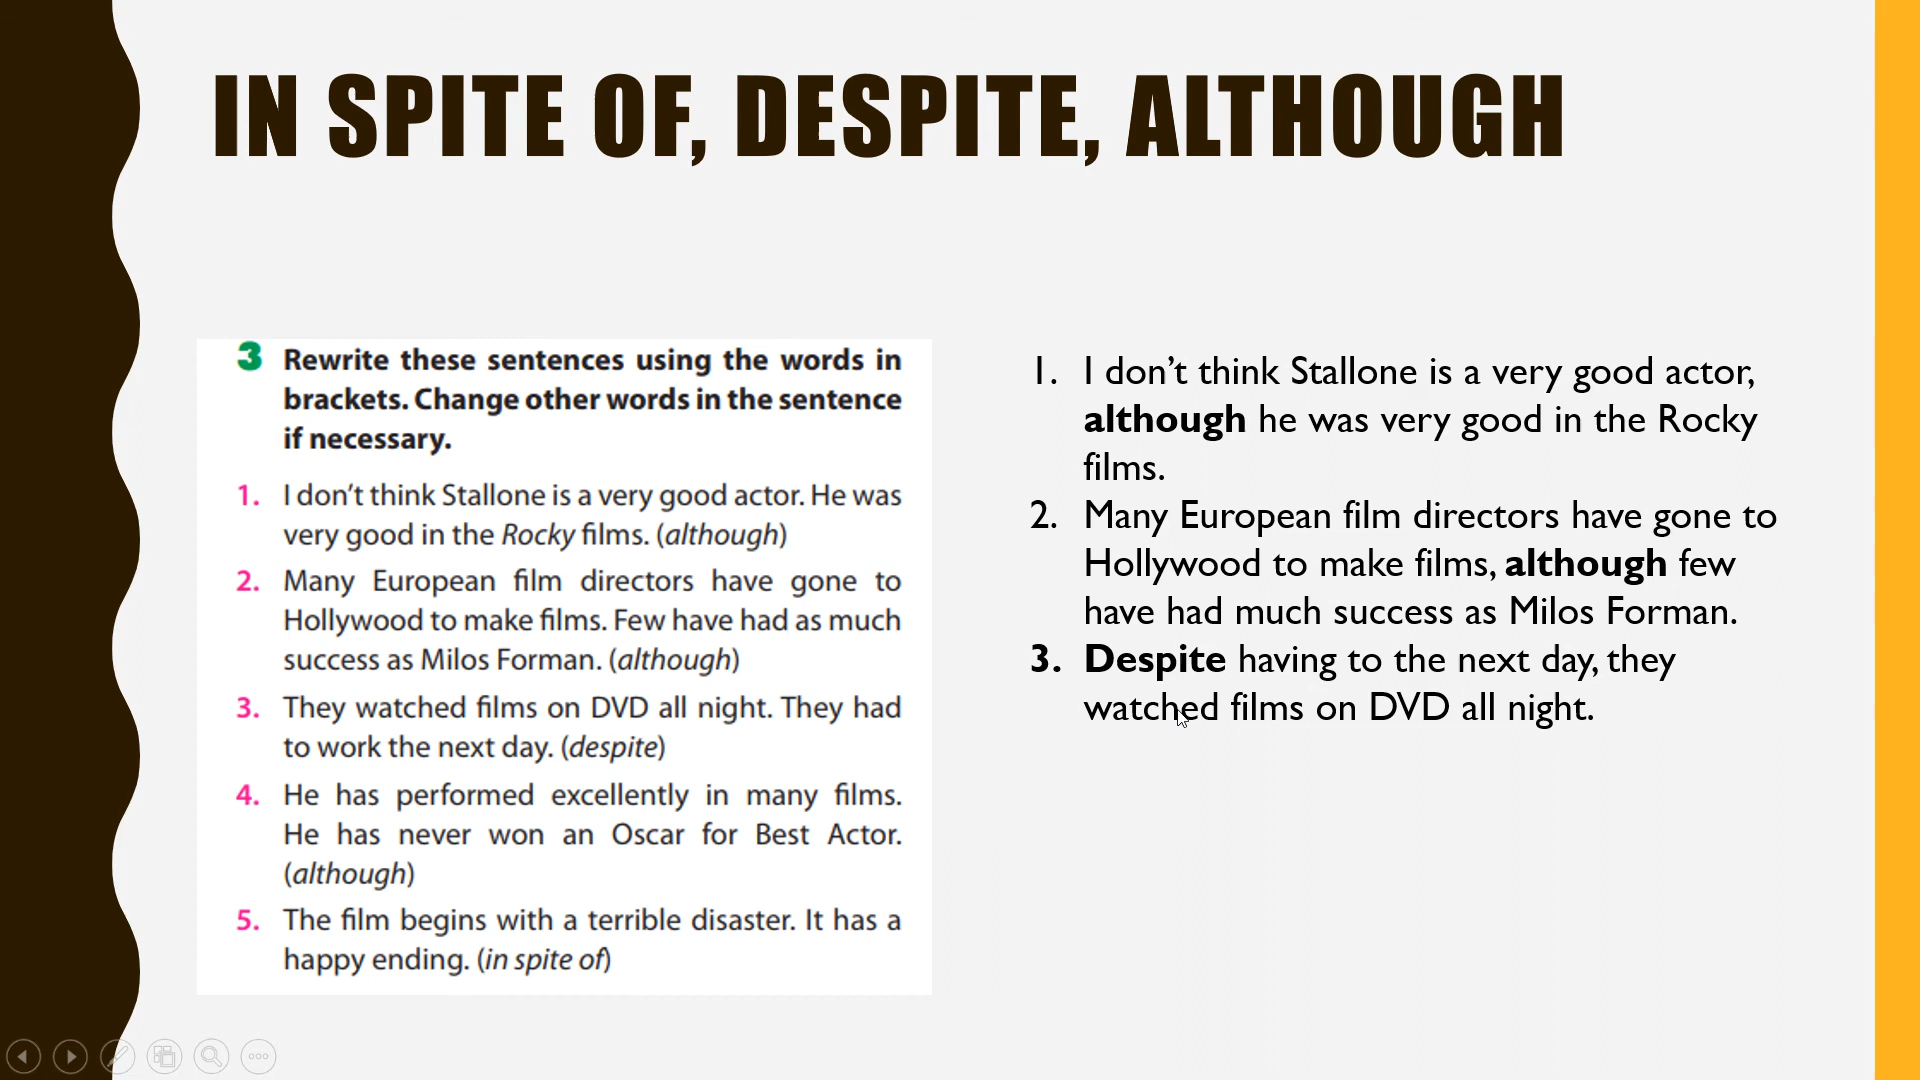 IN SPITE OF, DESPITE, ALTHOUGH
3 Rewrite these sentences using the words in
brackets. Change other words in the sentence
if necessary.
1. I don't think Stallone is a very good actor. He was
very good in the Rocky films. (although)
2. Many European film directors have gone to
Hollywood to make films. Few have had as much
success as Milos Forman. (although)
3. They watched films on DVD all night. They had
to work the next day. (despite)
4. He has performed excellently in many films.
He has never won an Oscar for Best Actor.
(although)
5. The film begins with a terrible disaster. It has a
happy ending. (in spite of)
1. I don't think Stallone is a very good actor,
although he was very good in the Rocky
films.
2. Many European film directors have gone to
Hollywood to make films, although few
have had much success as Milos Forman.
3. Despite having to the next day, they
watched films on DVD all night.